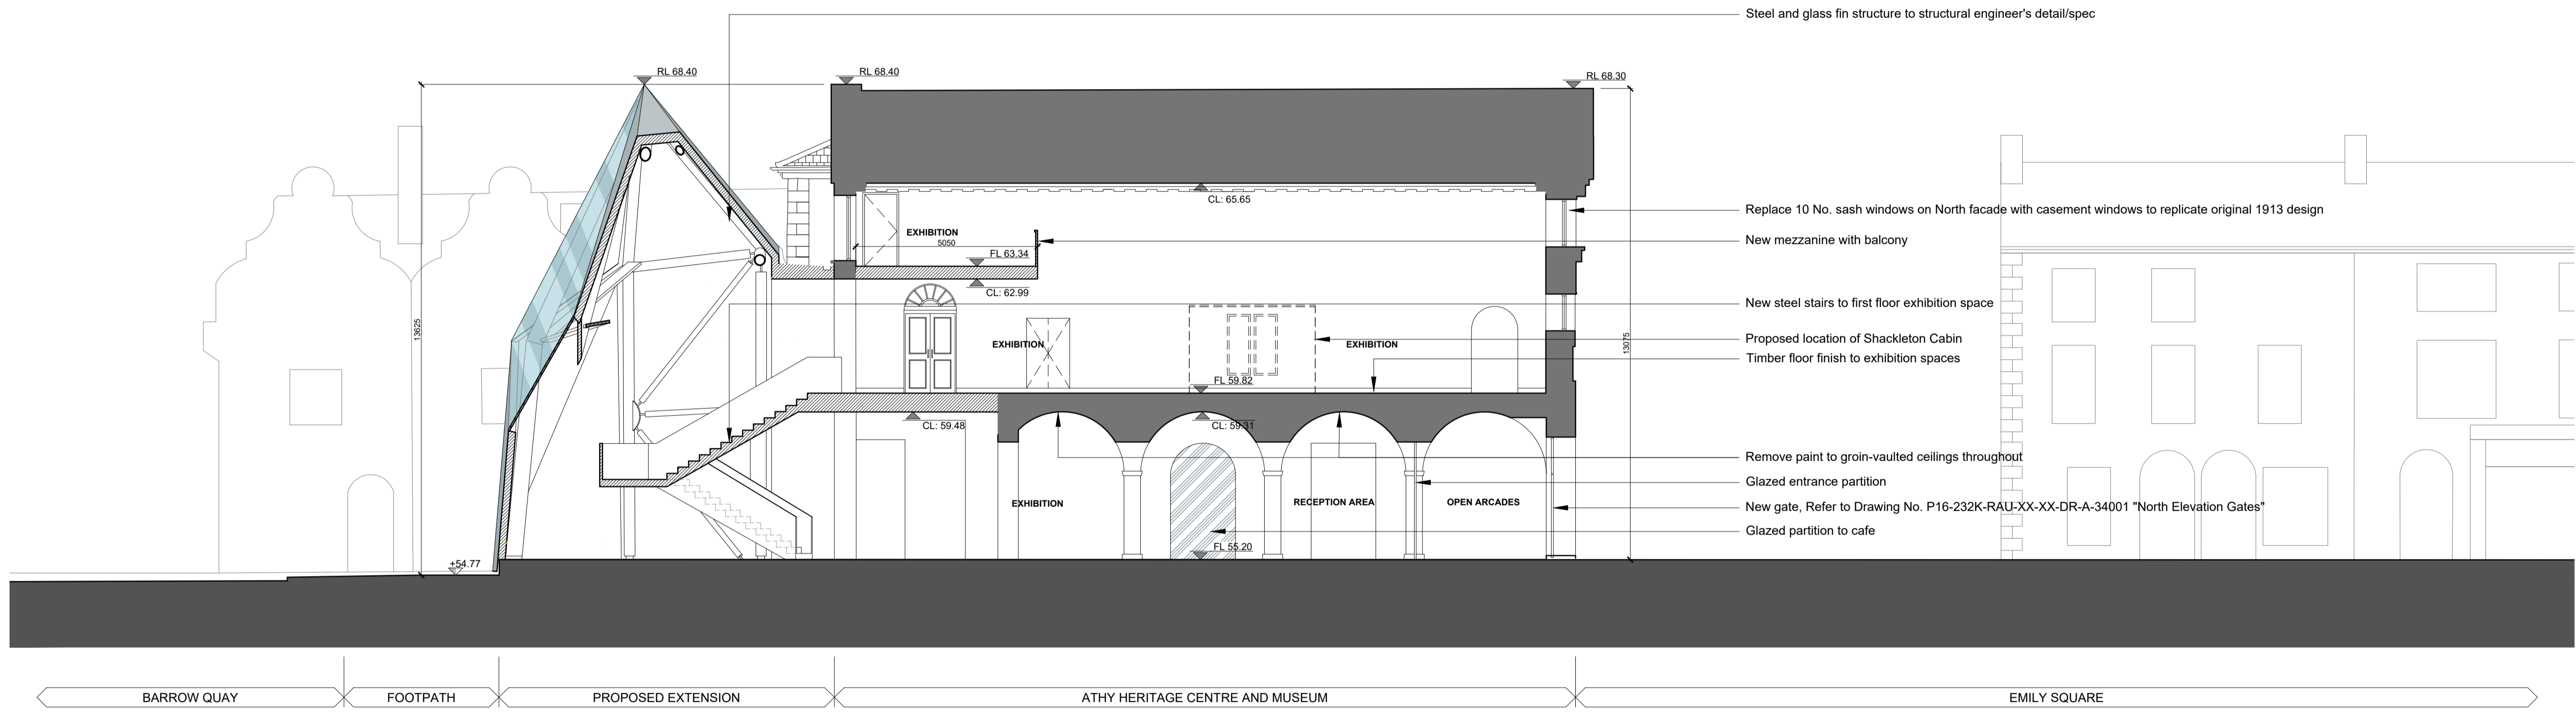 Steel and glass fin structure to structural engineer's detail/spec
RL 68.40
RL 68.40
RL 68.30
CL: 65.65
Replace 10 No. sash windows on North facade with casement windows to replicate original 1913 design
EXHIBITION
5050
New mezzanine with balcony
FL 63.34
CL: 62.99
New steel stairs to first floor exhibition space
13625
13075
Proposed location of Shackleton Cabin
EXHIBITION
EXHIBITION
Timber floor finish to exhibition spaces
FL 59.82
CL: 59.48
CL: 59.31
Remove paint to groin-vaulted ceilings throughout
Glazed entrance partition
EXHIBITION
RECEPTION AREA
OPEN ARCADES
New gate, Refer to Drawing No. P16-232K-RAU-XX-XX-DR-A-34001 "North Elevation Gates"
Glazed partition to cafe
FL 55.20
+54.77
BARROW QUAY
FOOTPATH
PROPOSED EXTENSION
ATHY HERITAGE CENTRE AND MUSEUM
EMILY SQUARE